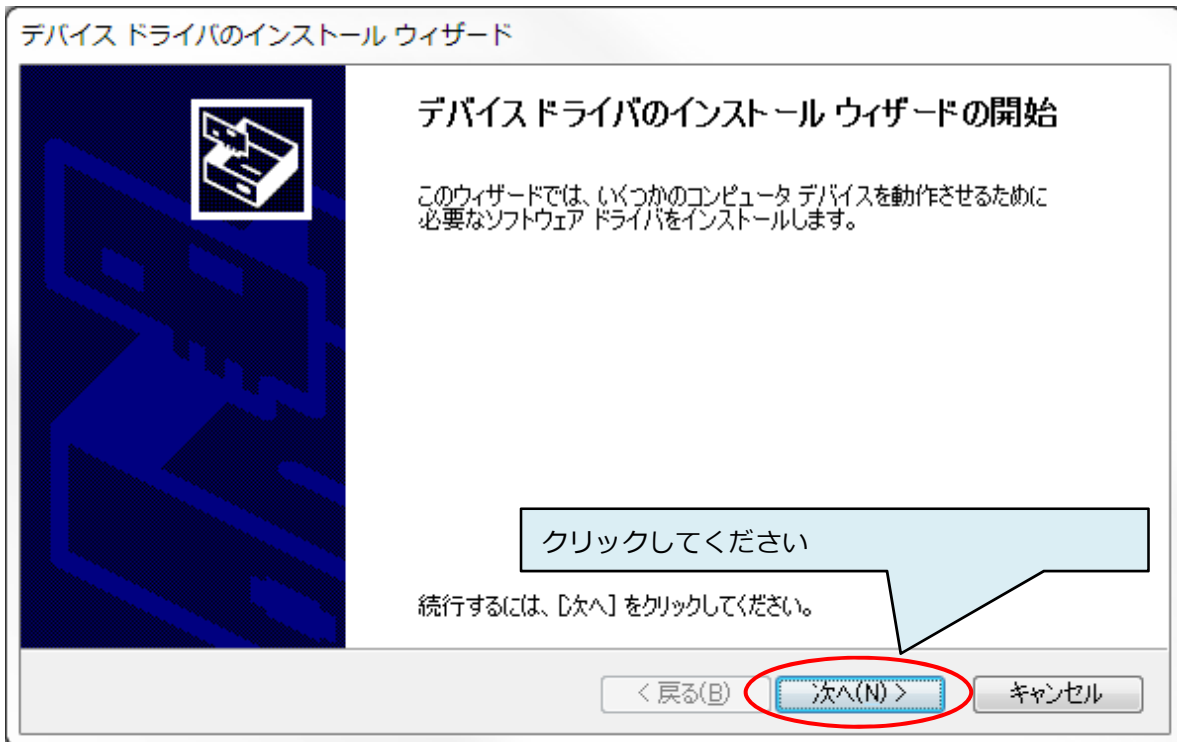 デバイス ドライバのインストール ウィザード
デバイス ドライバのインストール ウィザードの開始
このウィザードでは、いくつかのコンピュータ デバイスを動作させるために
必要なソフトウェア ドライバをインストールします。
クリックしてください
続行するには、[次へ] をクリックしてください。
< 戻る(B)
次へ(N) >
キャンセル